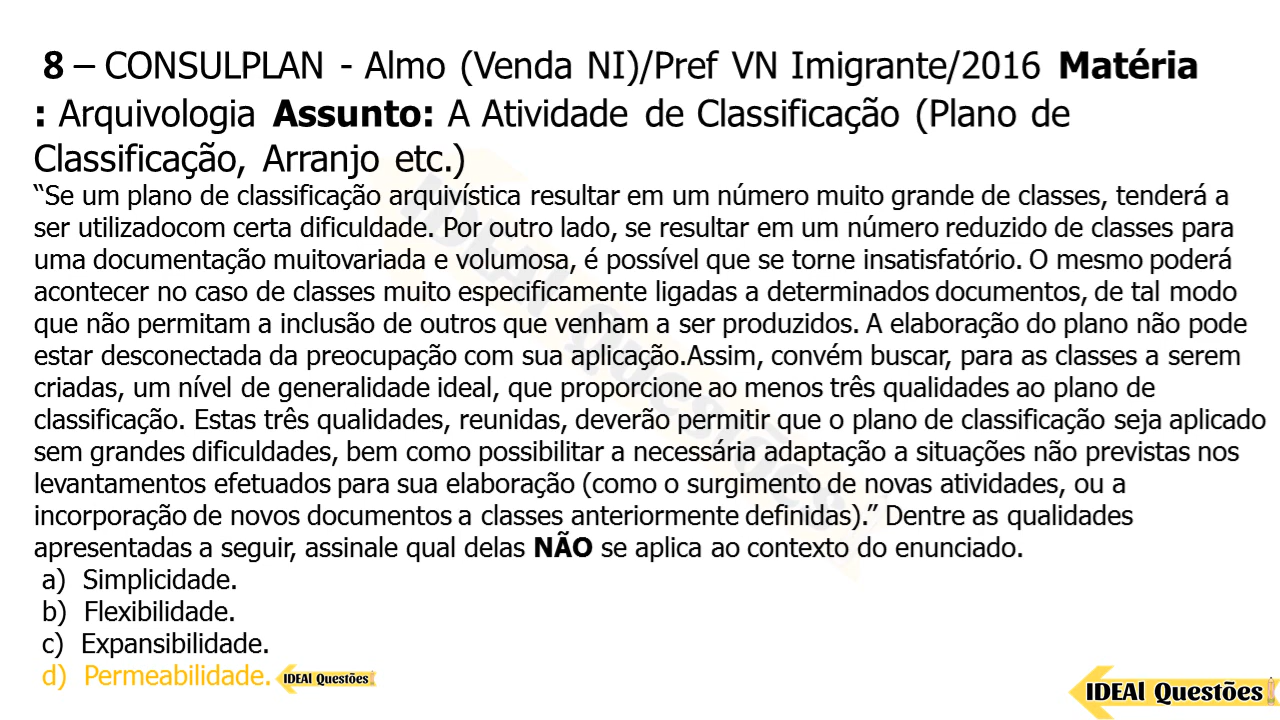 8 – CONSULPLAN - Almo (Venda NI)/Pref VN Imigrante/2016 Matéria
: Arquivologia Assunto: A Atividade de Classificação (Plano de
Classificação, Arranjo etc.)
“Se um plano de classificação arquivística resultar em um número muito grande de classes, tenderá a
ser utilizadocom certa dificuldade. Por outro lado, se resultar em um número reduzido de classes para
uma documentação muitovariada e volumosa, é possível que se torne insatisfatório. O mesmo poderá
acontecer no caso de classes muito especificamente ligadas a determinados documentos, de tal modo
que não permitam a inclusão de outros que venham a ser produzidos. A elaboração do plano não pode
estar desconectada da preocupação com sua aplicação.Assim, convém buscar, para as classes a serem
criadas, um nível de generalidade ideal, que proporcione ao menos três qualidades ao plano de
classificação. Estas três qualidades, reunidas, deverão permitir que o plano de classificação seja aplicado
sem grandes dificuldades, bem como possibilitar a necessária adaptação a situações não previstas nos
levantamentos efetuados para sua elaboração (como o surgimento de novas atividades, ou a
incorporação de novos documentos a classes anteriormente definidas).” Dentre as qualidades
apresentadas a seguir, assinale qual delas NÃO se aplica ao contexto do enunciado.
a) Simplicidade.
b) Flexibilidade.
c) Expansibilidade.
d) Permeabilidade. IDEAl Questões
IDEAl Questões
IDEAl Questões